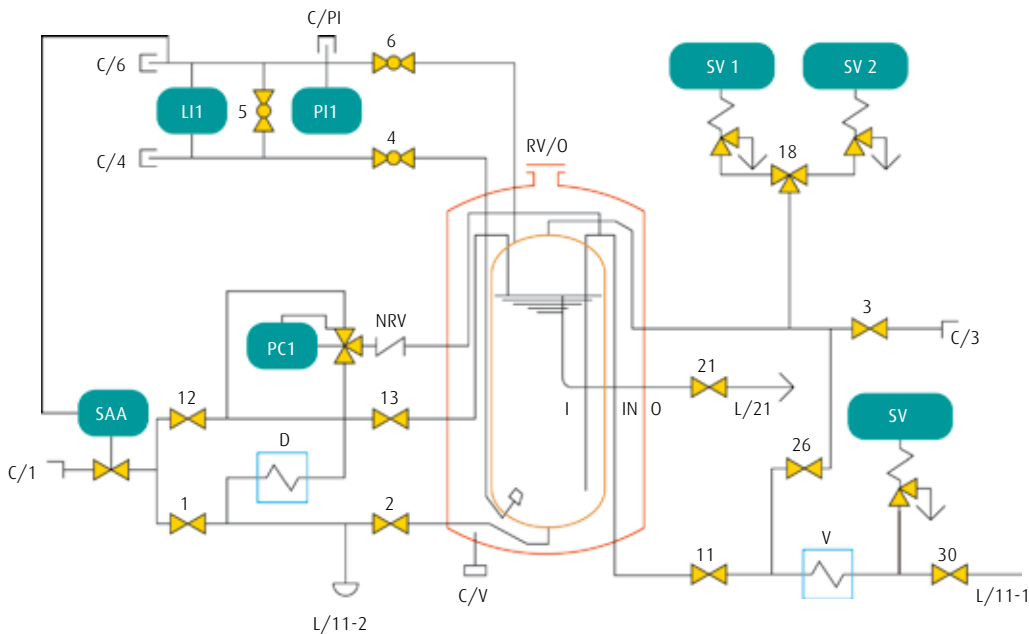 C/PI
6
C/6
SV 1
SV 2
LI1
5
PI1
4
C/4
RV/O
18
NRV
3
C/3
PC1
12
13
21
I
IN
O
L/21
SAA
SV
D
26
C/1
1
2
11
V
30
C/V
L/11-1
L/11-2